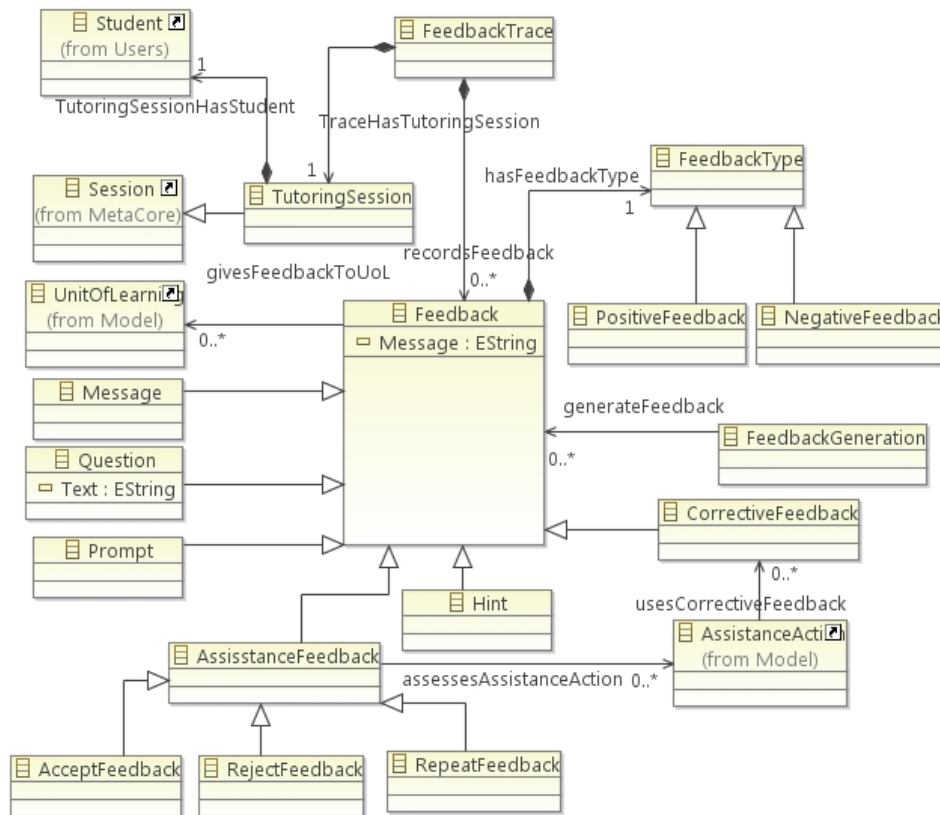 Student
(from Users)
1
FeedbackTrace
TutoringSessionHasStudent
TraceHasTutoringSession
1
Session
(from MetaCore)
TutoringSession
FeedbackType
hasFeedbackType
1
recordsFeedback
0..*
givesFeedbackToUoL
UnitOfLearning
(from Model)
0..*
Feedback
Message : EString
PositiveFeedback
NegativeFeedback
Message
generateFeedback
0..*
FeedbackGeneration
Question
Text : EString
CorrectiveFeedback
Prompt
0..*
Hint
usesCorrectiveFeedback
AssistanceAction
(from Model)
AssisstanceFeedback
assessesAssistanceAction
0..*
AcceptFeedback
RejectFeedback
RepeatFeedback